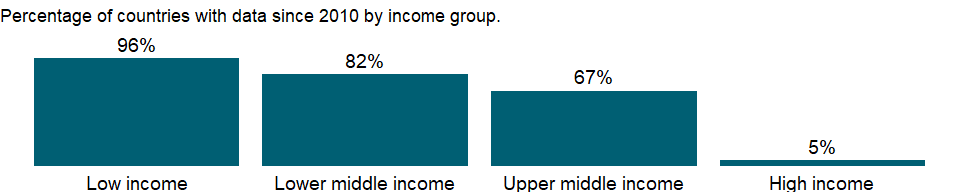 Percentage of countries with data since 2010 by income group.
96%
82%
67%
5%
Low income
Lower middle income
Upper middle income
High income